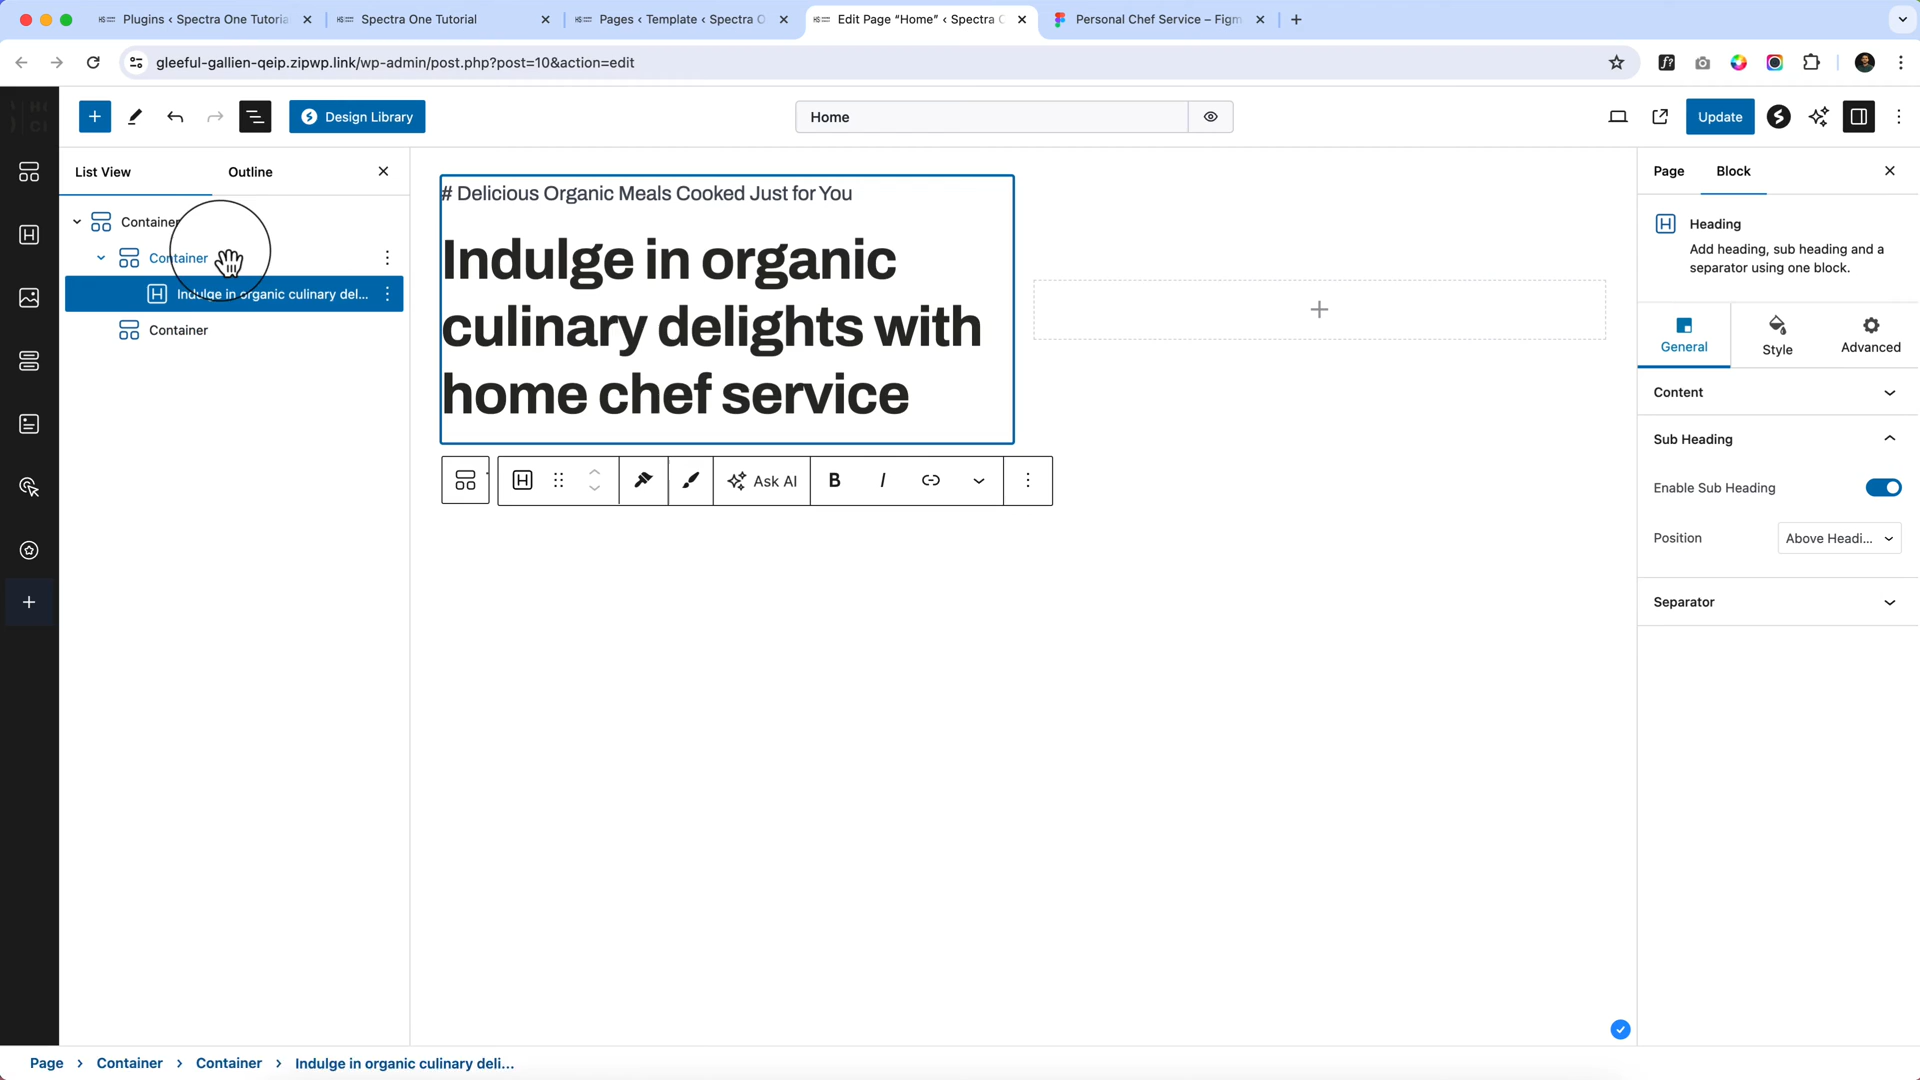 Plugins ‹ Spectra One Tutoria
Spectra One Tutorial
Pages ‹ Template ‹ Spectra O
Edit Page “Home” ‹ Spectra O
Personal Chef Service – Figm
gleeful-gallien-qeip.zipwp.link/wp-admin/post.php?post=10&action=edit
Design Library
Home
Update
List View
Outline
Page
Block
Container
Container
Indulge in organic culinary del...
Container
# Delicious Organic Meals Cooked Just for You
Indulge in organic
culinary delights with
home chef service
Ask AI
B
I
Heading
Add heading, sub heading and a
separator using one block.
General
Style
Advanced
Content
Sub Heading
Enable Sub Heading
Position
Above Headi...
Separator
Page
Container
Container
Indulge in organic culinary deli...